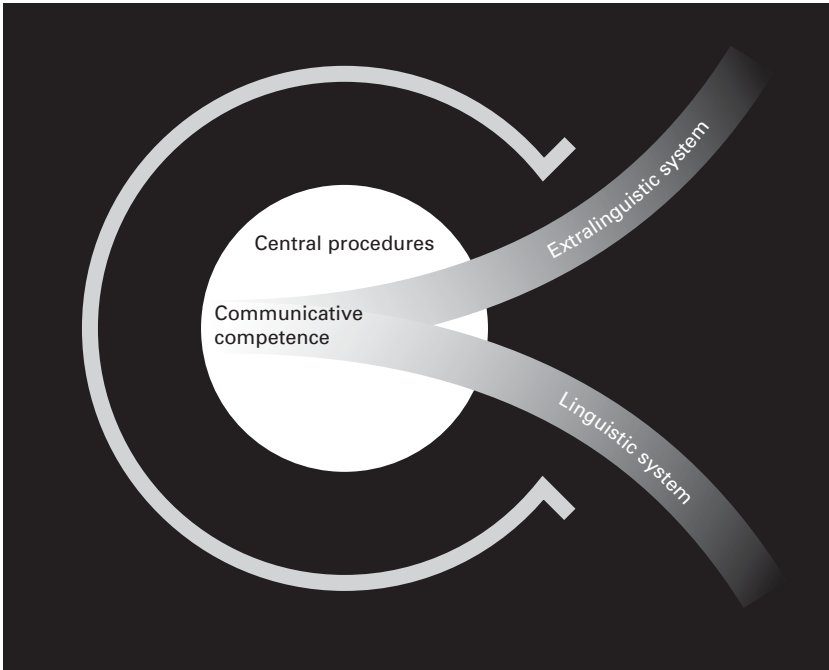 Extralinguistic system
Central procedures
Communicative
competence
Linguistic system